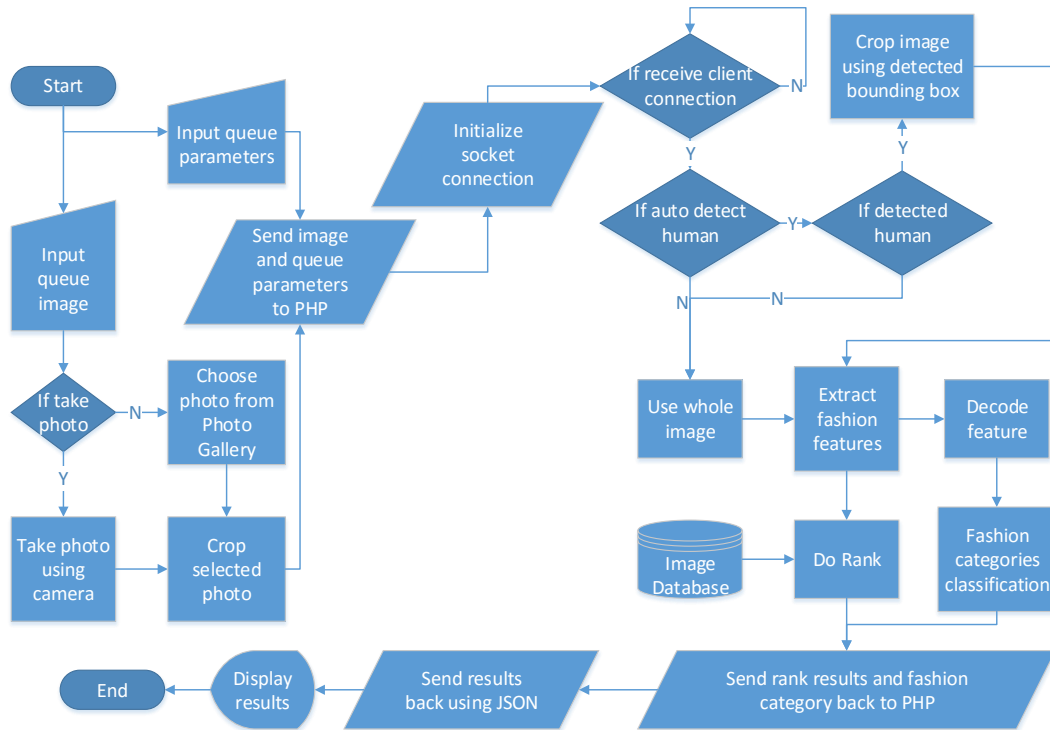 Start
Input queue
parameters
Input
queue
image
If take
photo
N
Y
Choose
photo from
Photo
Gallery
Take photo
using
camera
Crop
selected
photo
Send image
and queue
parameters
to PHP
Initialize
socket
connection
If receive client
connection
N
Y
If auto detect
human
Y
If detected
human
Y
Crop image
using detected
bounding box
N
N
Use whole
image
Extract
fashion
features
Decode
feature
Image
Database
Do Rank
Fashion
categories
classification
Send rank results and fashion
category back to PHP
Send results
back using JSON
Display
results
End